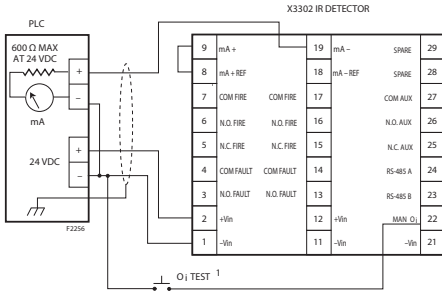 X3302 IR DETECTOR
PLC
600 Ω MAX
AT 24 VDC
+
–
mA
24 VDC
+
–
F2256
9 mA + 19 mA – SPARE 29
8 mA + REF 18 mA – REF SPARE 28
7 COM FIRE COM FIRE 17 COM AUX 27
6 N.O. FIRE N.O. FIRE 16 N.O. AUX 26
5 N.C. FIRE N.C. FIRE 15 N.C. AUX 25
4 COM FAULT COM FAULT 14 RS-485 A 24
3 N.O. FAULT N.O. FAULT 13 RS-485 B 23
2 +Vin 12 +Vin MAN Oi 22
1 –Vin 11 –Vin –Vin 21
Oi TEST 1